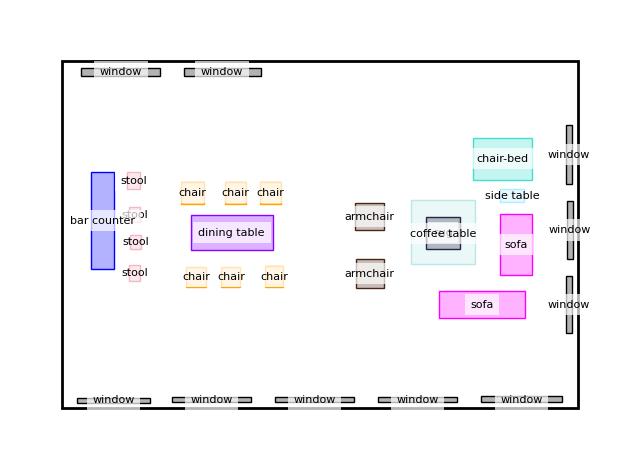 window
window
window
chair-bed
stool
chair
chair
chair
side table
stool
armchair
bar counter
window
dining table
coffee table
stool
sofa
stool
armchair
chair
chair
chair
window
sofa
window
window
window
window
window